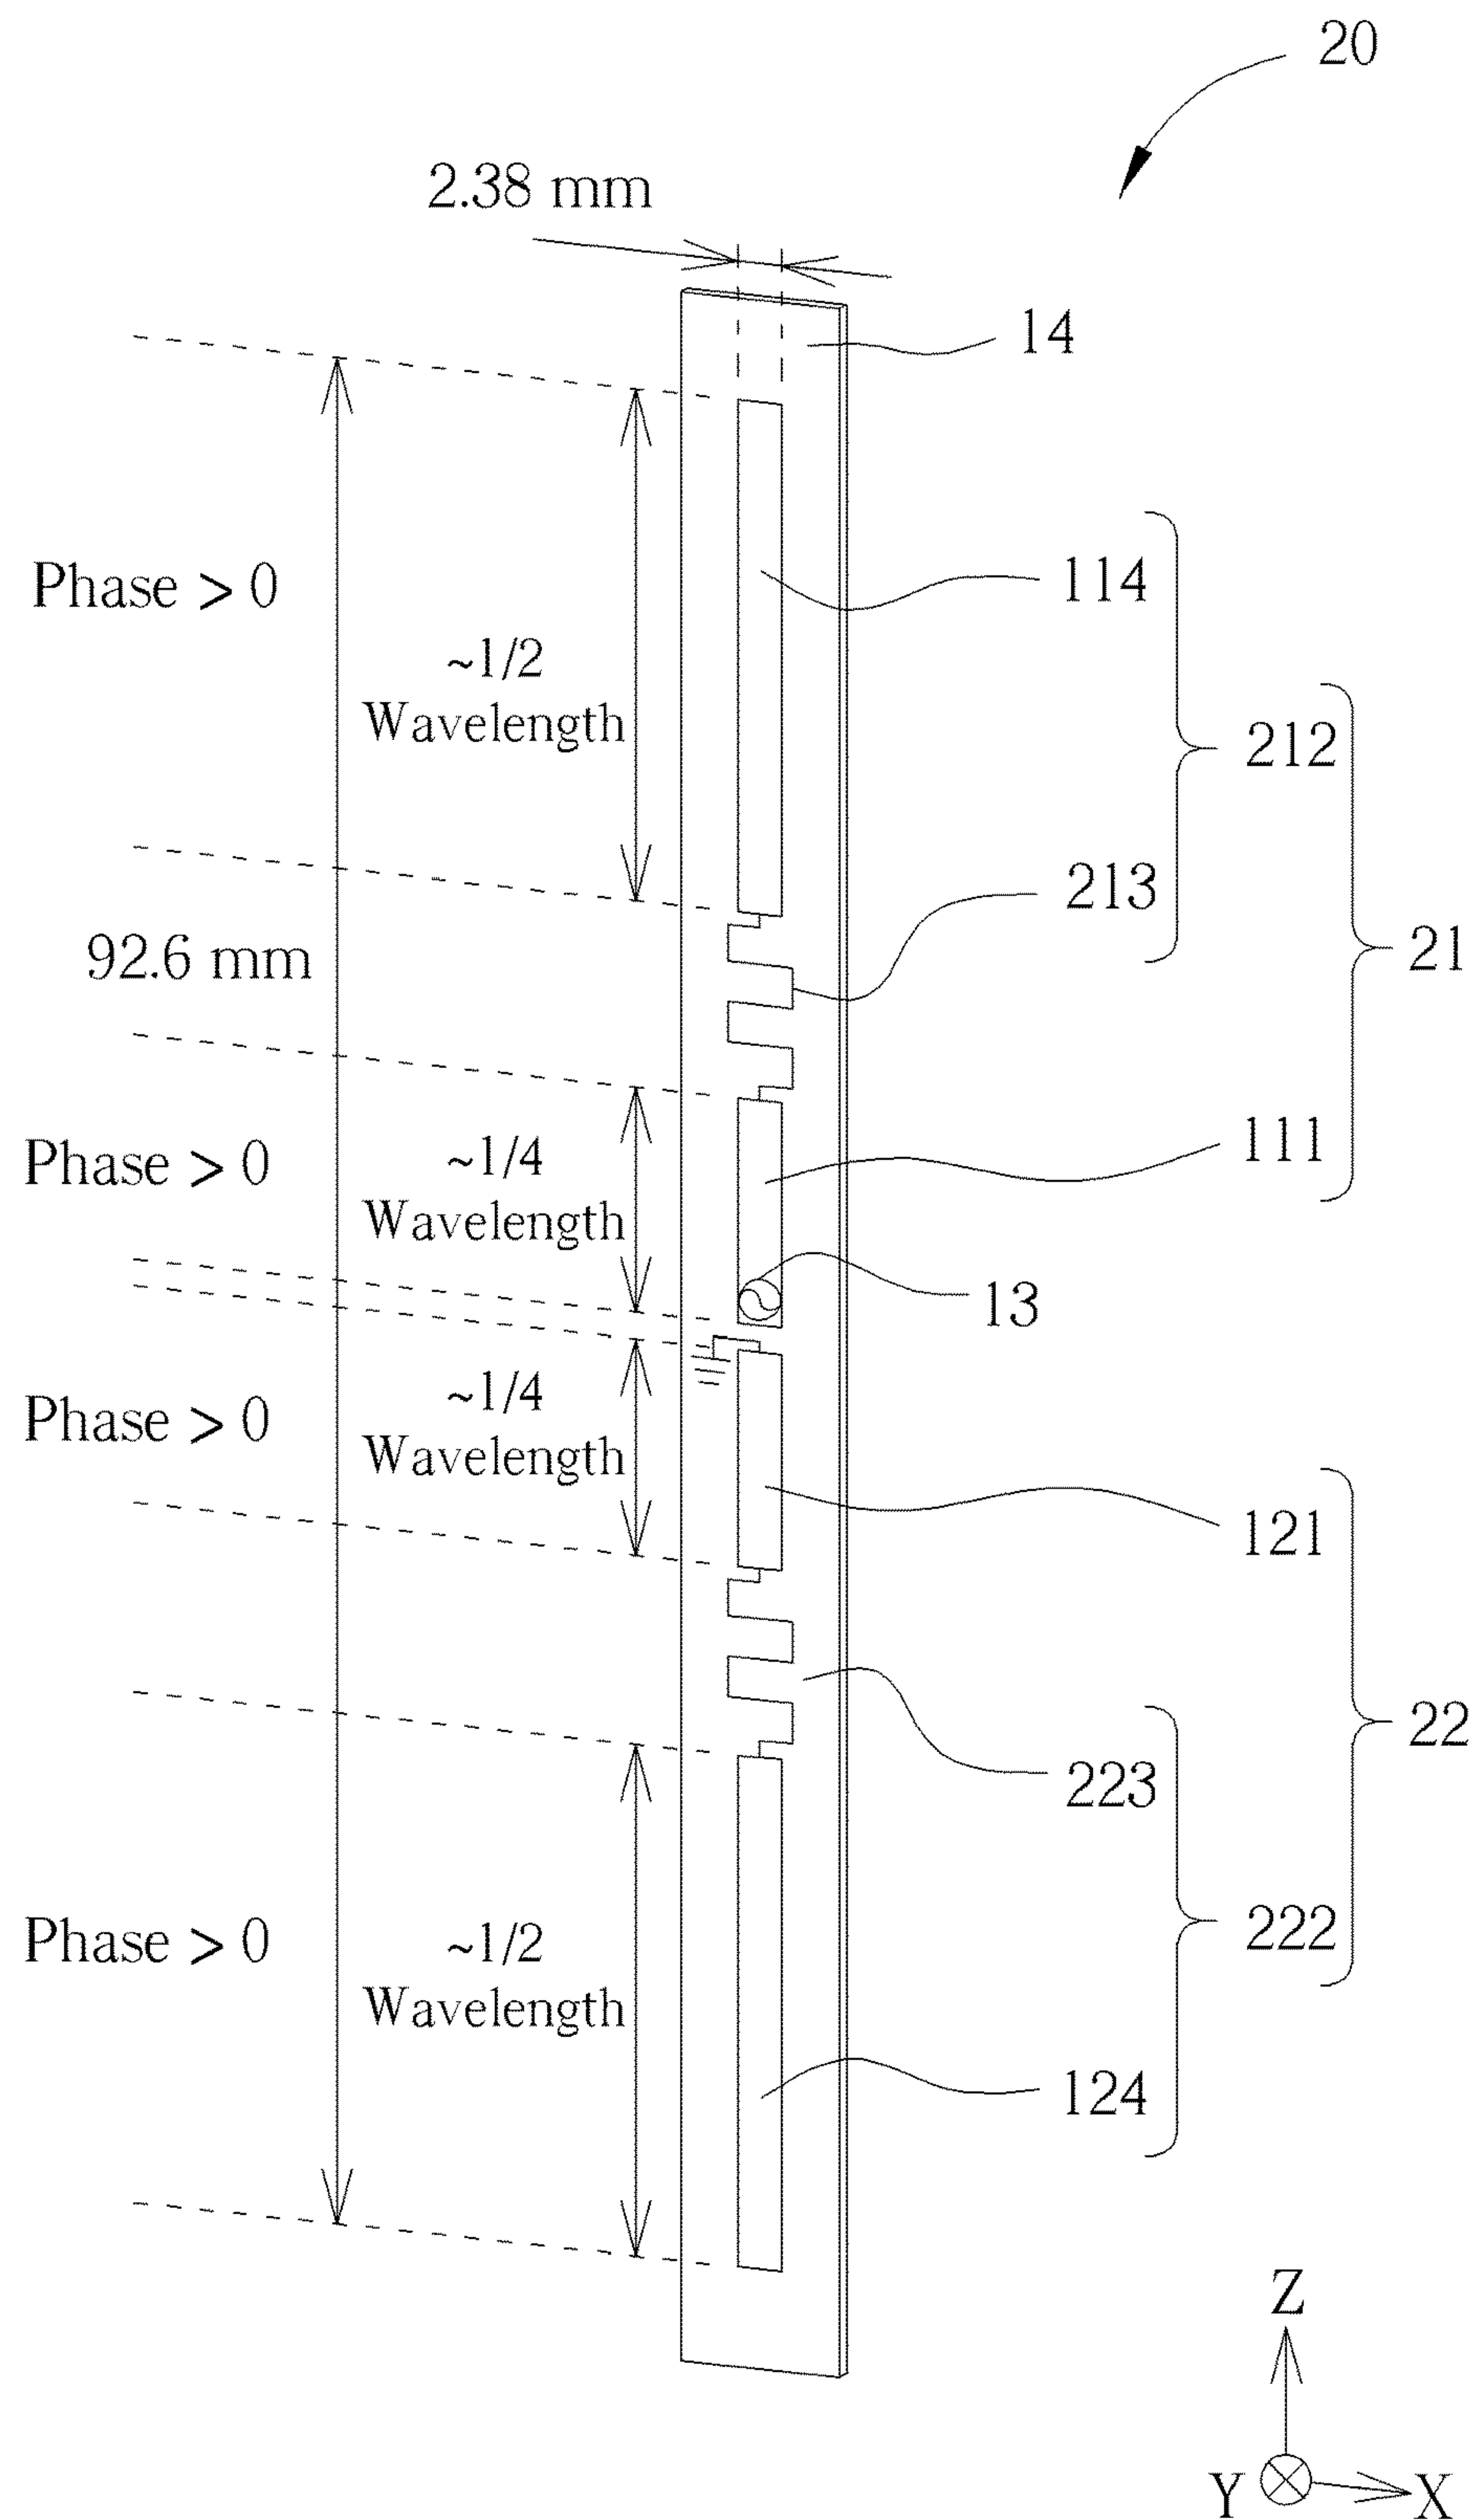 20
2.38 mm
14
Phase > 0
114
~1/2
Wavelength
212
213
21
92.6 mm
Phase > 0
~1/4
Wavelength
111
13
Phase > 0
~1/4
Wavelength
121
22
223
222
Phase > 0
~1/2
Wavelength
124
Z
Y
X